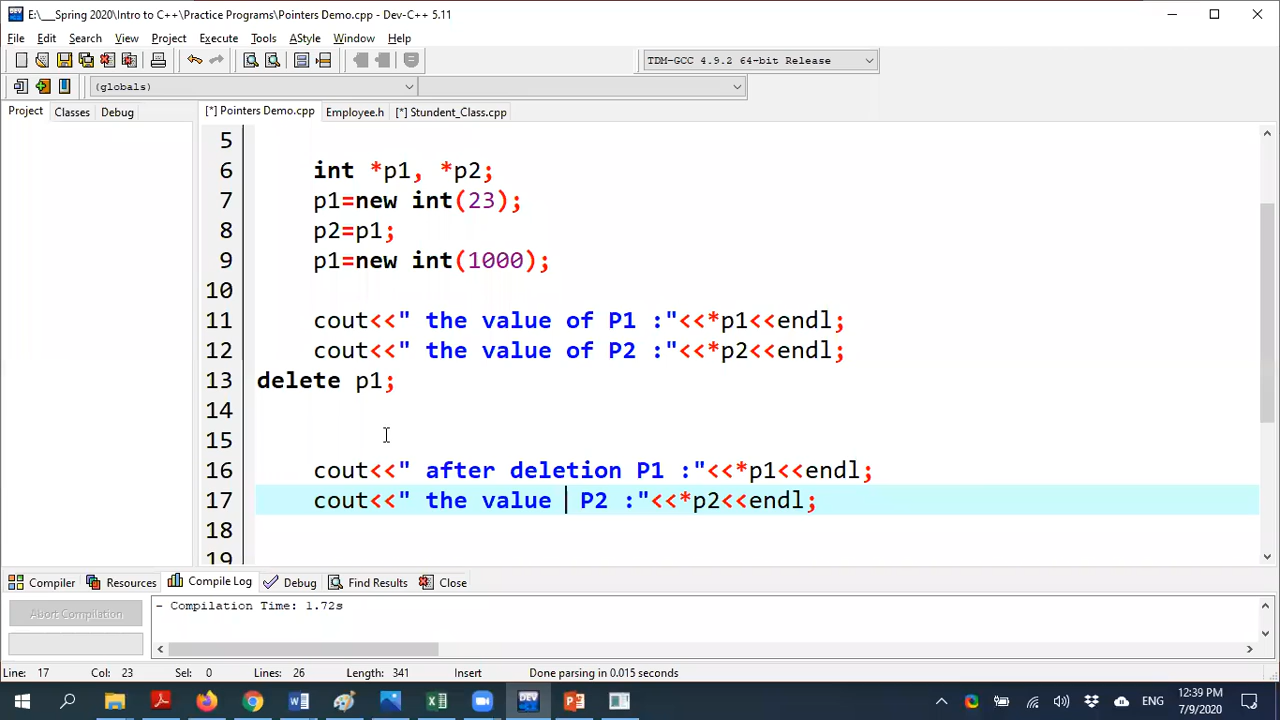 E:\__Spring 2020\Intro to C++\Practice Programs\Pointers Demo.cpp - Dev-C++ 5.11
File Edit Search View Project Execute Tools AStyle Window Help
TDM-GCC 4.9.2 64-bit Release
(globals)
Project Classes Debug [*] Pointers Demo.cpp Employee.h [*] Stundent_Class.cpp
5
6 int *p1, *p2;
7 p1=new int(23);
8 p2=p1;
9 p1=new int(1000);
10
11 cout<<" the value of P1 :"<<*p1<<endl;
12 cout<<" the value of P2 :"<<*p2<<endl;
13 delete p1;
14
15
16 cout<<" after deletion P1 :"<<*p1<<endl;
17 cout<<" the value  P2 :"<<*p2<<endl;
18
19
Compiler Resources Compile Log Debug Find Results Close
Abort Compilation
- Compilation Time: 1.72s
Line: 17 Col: 23 Sel: 0 Lines: 26 Length: 341 Insert Done parsing in 0.015 seconds
ENG
12:39 PM
7/9/2020